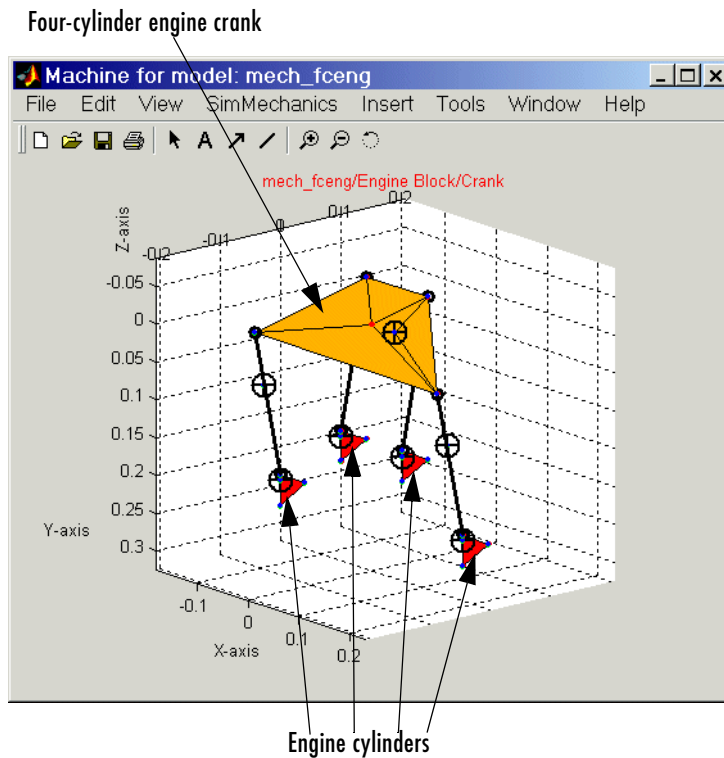 Four-cylinder engine crank
Machine for model: mech_fceng
File Edit View SimMechanics Insert Tools Window Help
A
mech_fceng/Engine Block/Crank
-0.2 -0.1 0 0.1 0.2
Z-axis
-0.05
0
0.05
0.1
0.15
0.2
0.25
0.3
Y-axis
-0.1
0
0.1
0.2
X-axis
Engine cylinders